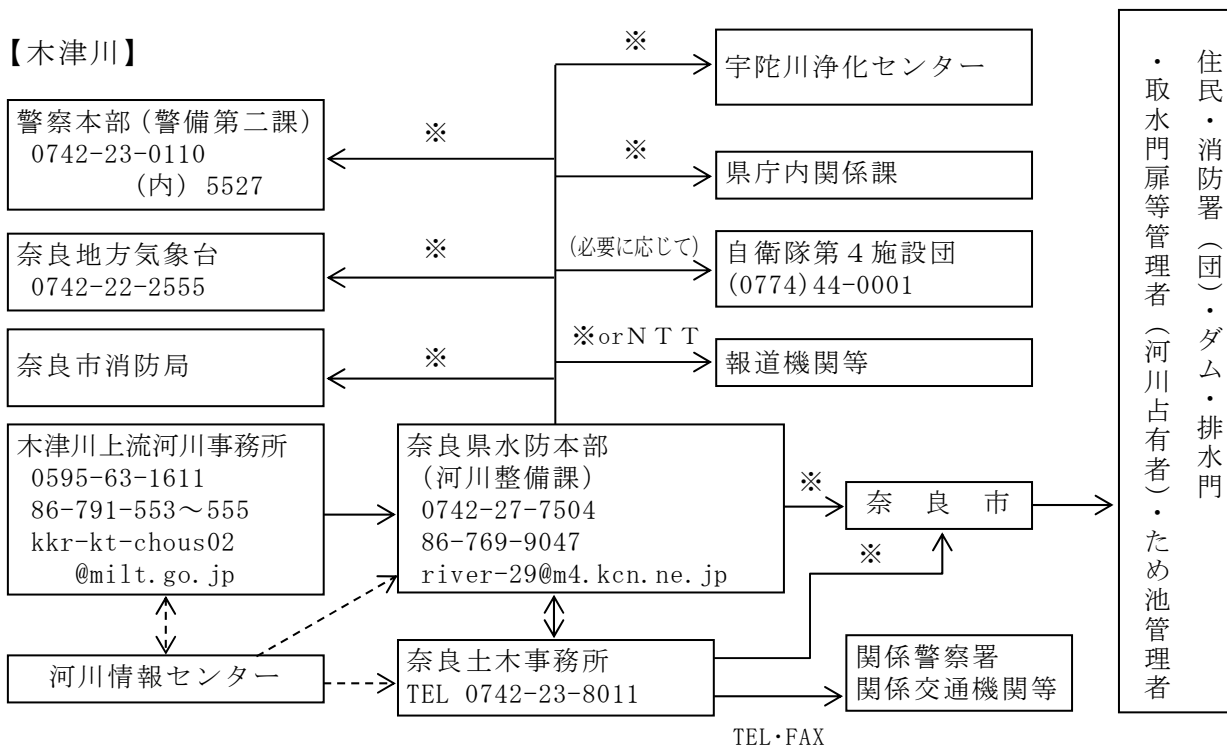 【木津川】
※
宇陀川浄化センター
警察本部(警備第二課)
0742-23-0110
(内) 5527
※
※
県庁内関係課
奈良地方気象台
0742-22-2555
※
(必要に応じて)
自衛隊第4施設団
(0774)44-0001
奈良市消防局
※
※orNTT
報道機関等
木津川上流河川事務所
0595-63-1611
86-791-553~555
kkr-kt-chous02
@milt.go.jp
奈良県水防本部
(河川整備課)
0742-27-7504
86-769-9047
river-29@m4.kcn.ne.jp
※
奈良市
※
河川情報センター
奈良土木事務所
TEL 0742-23-8011
関係警察署
関係交通機関等
TEL・FAX
住民・消防署(団)・ダム・排水門
・取水門扉等管理者(河川占有者)・ため池管理者